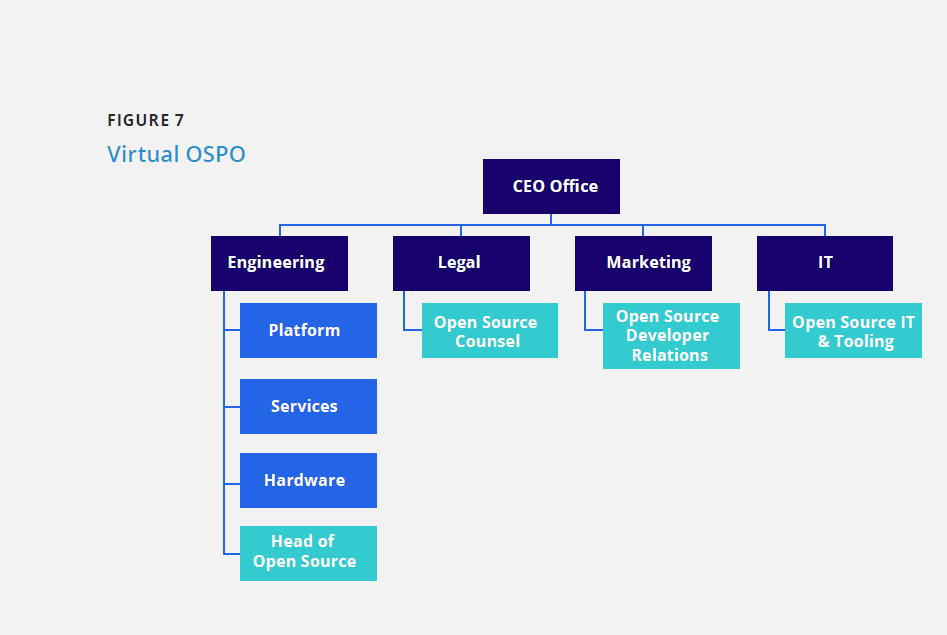 FIGURE 7
Virtual OSPO
CEO Office
Engineering
Legal
Marketing
IT
Platform
Services
Hardware
Head of
Open Source
Open Source
Counsel
Open Source
Developer
Relations
Open Source IT
& Tooling